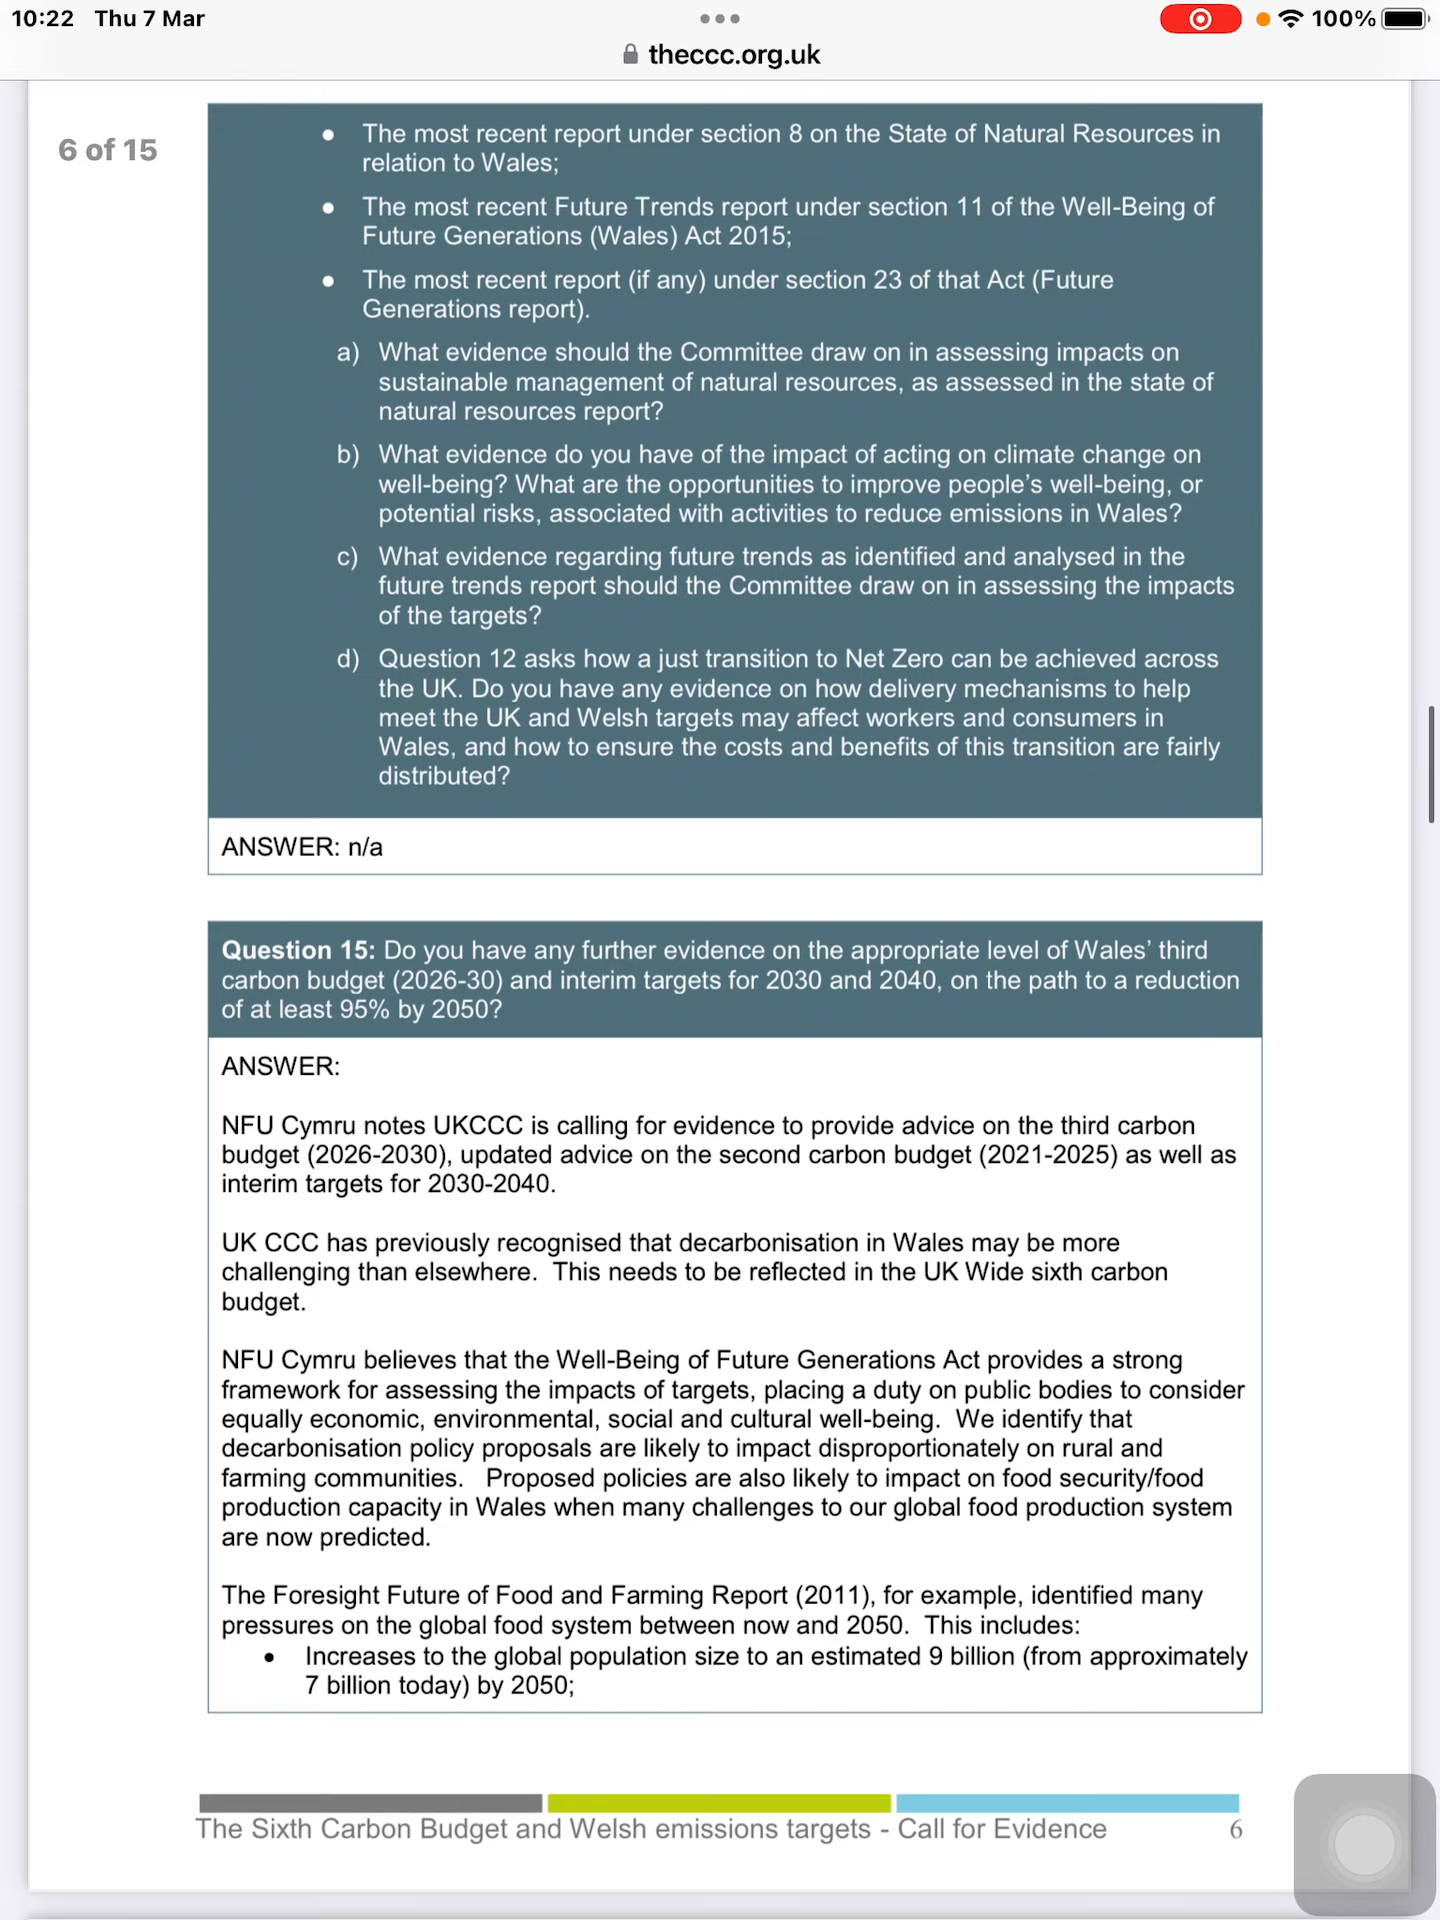 10:22 Thu 7 Mar
100%
theccc.org.uk
6 of 15
• The most recent report under section 8 on the State of Natural Resources in
relation to Wales;
• The most recent Future Trends report under section 11 of the Well-Being of
Future Generations (Wales) Act 2015;
• The most recent report (if any) under section 23 of that Act (Future
Generations report).
a) What evidence should the Committee draw on in assessing impacts on
sustainable management of natural resources, as assessed in the state of
natural resources report?
b) What evidence do you have of the impact of acting on climate change on
well-being? What are the opportunities to improve people’s well-being, or
potential risks, associated with activities to reduce emissions in Wales?
c) What evidence regarding future trends as identified and analysed in the
future trends report should the Committee draw on in assessing the impacts
of the targets?
d) Question 12 asks how a just transition to Net Zero can be achieved across
the UK. Do you have any evidence on how delivery mechanisms to help
meet the UK and Welsh targets may affect workers and consumers in
Wales, and how to ensure the costs and benefits of this transition are fairly
distributed?
ANSWER: n/a
Question 15: Do you have any further evidence on the appropriate level of Wales’ third
carbon budget (2026-30) and interim targets for 2030 and 2040, on the path to a reduction
of at least 95% by 2050?
ANSWER:
NFU Cymru notes UKCCC is calling for evidence to provide advice on the third carbon
budget (2026-2030), updated advice on the second carbon budget (2021-2025) as well as
interim targets for 2030-2040.
UK CCC has previously recognised that decarbonisation in Wales may be more
challenging than elsewhere. This needs to be reflected in the UK Wide sixth carbon
budget.
NFU Cymru believes that the Well-Being of Future Generations Act provides a strong
framework for assessing the impacts of targets, placing a duty on public bodies to consider
equally economic, environmental, social and cultural well-being. We identify that
decarbonisation policy proposals are likely to impact disproportionately on rural and
farming communities. Proposed policies are also likely to impact on food security/food
production capacity in Wales when many challenges to our global food production system
are now predicted.
The Foresight Future of Food and Farming Report (2011), for example, identified many
pressures on the global food system between now and 2050. This includes:
• Increases to the global population size to an estimated 9 billion (from approximately
7 billion today) by 2050;
The Sixth Carbon Budget and Welsh emissions targets - Call for Evidence 6